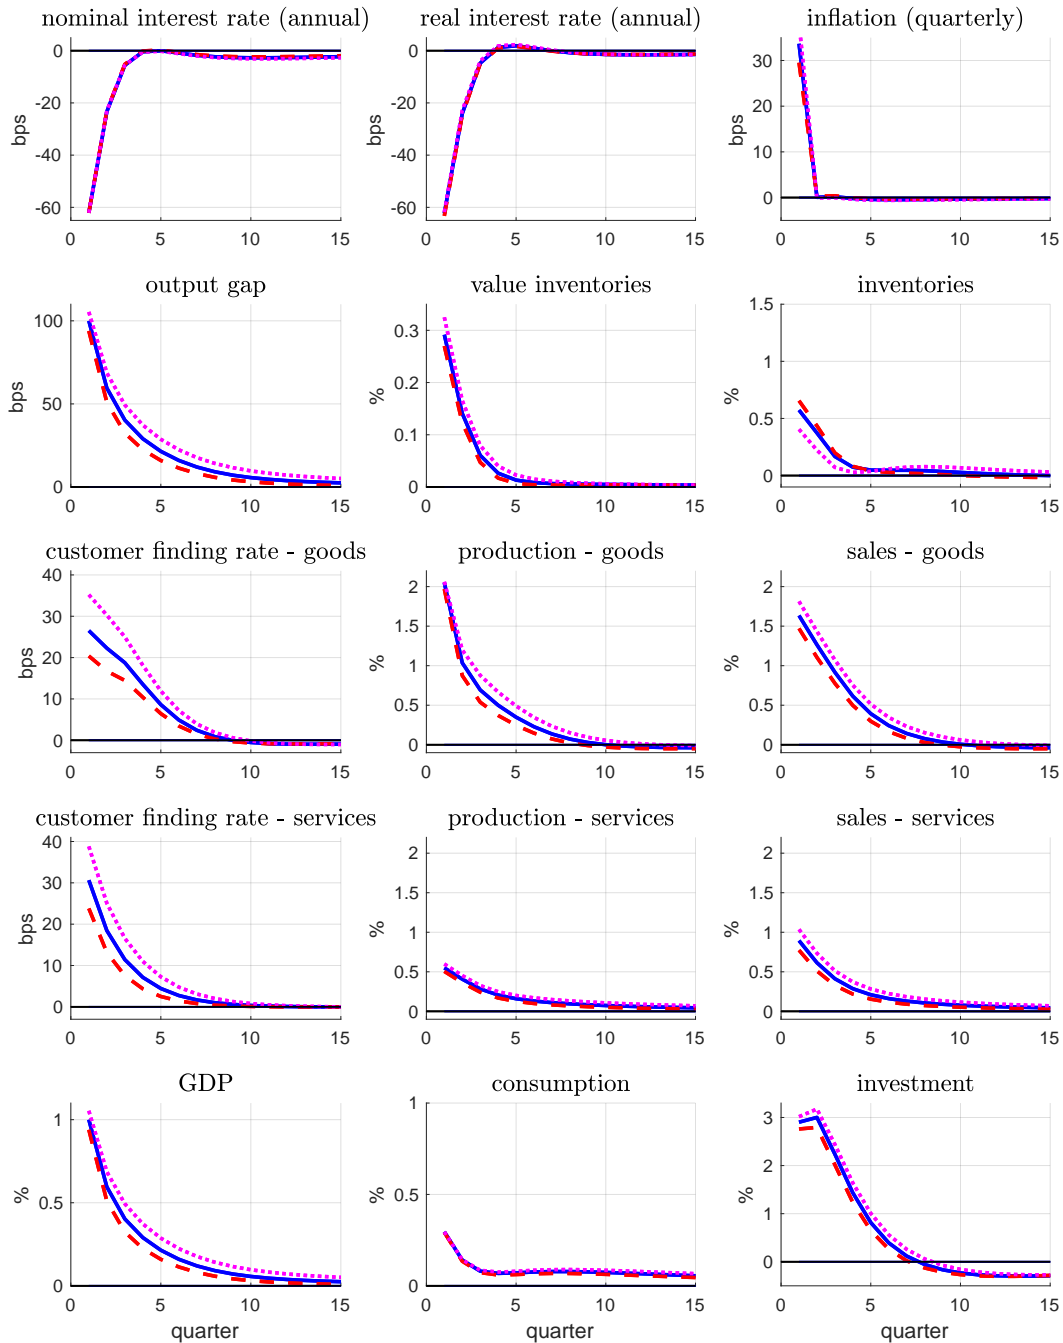 nominal interest rate (annual)
real interest rate (annual)
inflation (quarterly)
0
-20
-40
-60
bps
0 5 10 15
0
-20
-40
-60
bps
0 5 10 15
30
20
10
0
bps
0 5 10 15
output gap
value inventories
inventories
100
50
0
bps
0 5 10 15
0.3
0.2
0.1
0
%
0 5 10 15
1.5
1
0.5
0
%
0 5 10 15
customer finding rate - goods
production - goods
sales - goods
40
30
20
10
0
bps
0 5 10 15
2
1.5
1
0.5
0
%
0 5 10 15
2
1.5
1
0.5
0
%
0 5 10 15
customer finding rate - services
production - services
sales - services
40
30
20
10
0
bps
0 5 10 15
2
1.5
1
0.5
0
%
0 5 10 15
2
1.5
1
0.5
0
%
0 5 10 15
GDP
consumption
investment
1
0.5
0
%
0 5 10 15
quarter
1
0.5
0
%
0 5 10 15
quarter
3
2
1
0
%
0 5 10 15
quarter